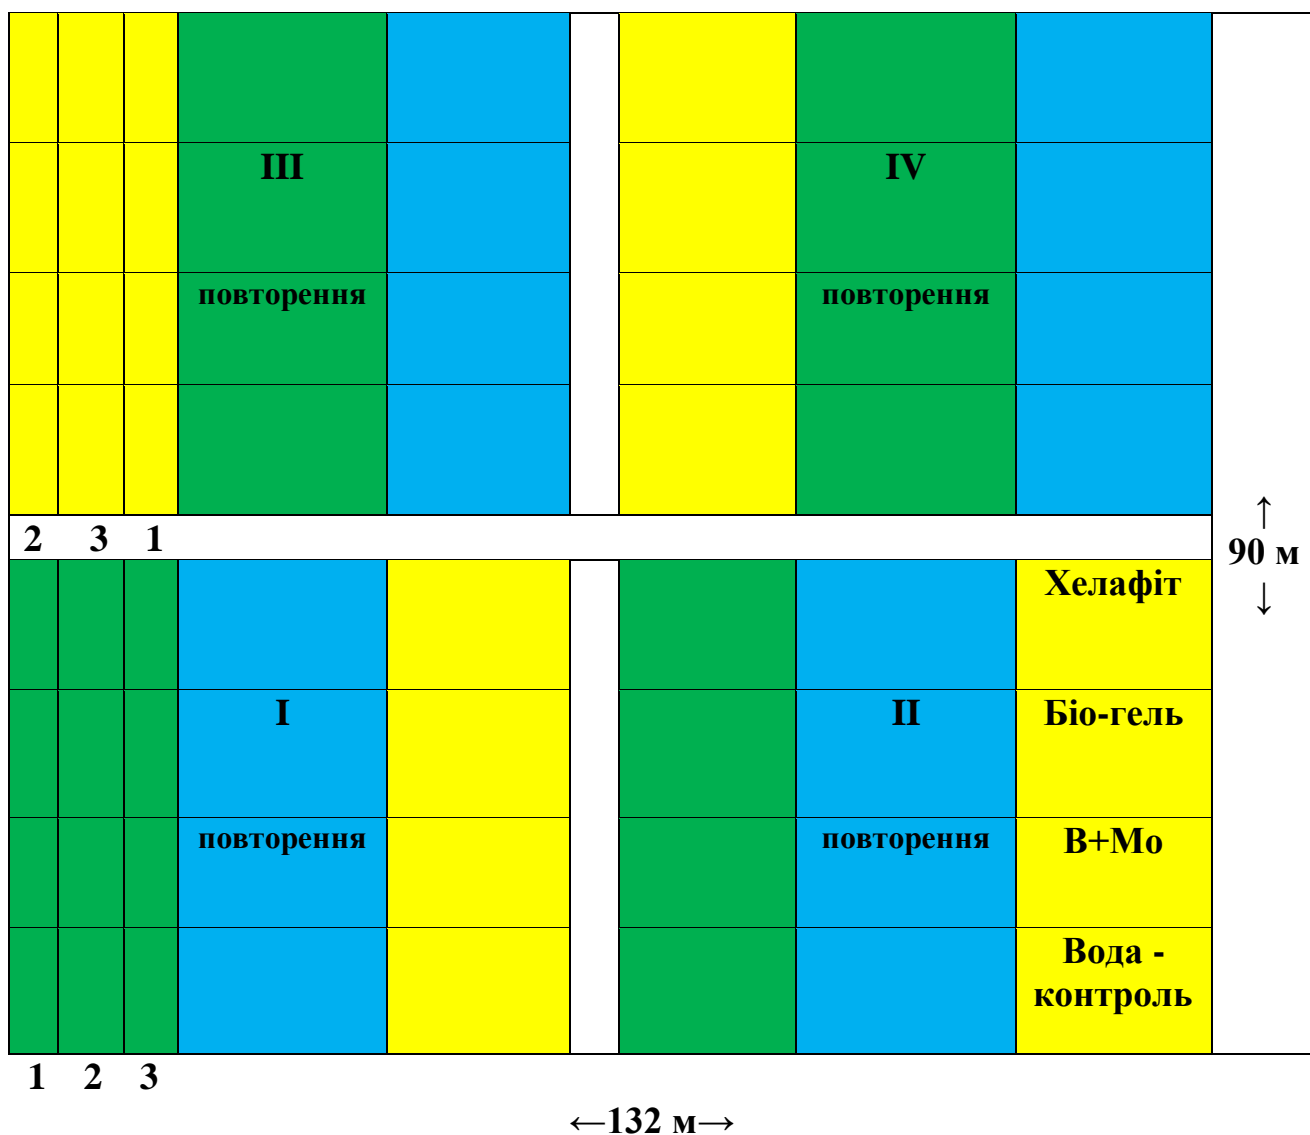 III
IV
повторення
повторення
↑
2 3 1
90 м
↓
Хелафіт
I
II
Біо-гель
повторення
повторення
В+Мо
Вода -
контроль
1 2 3
←132 м→